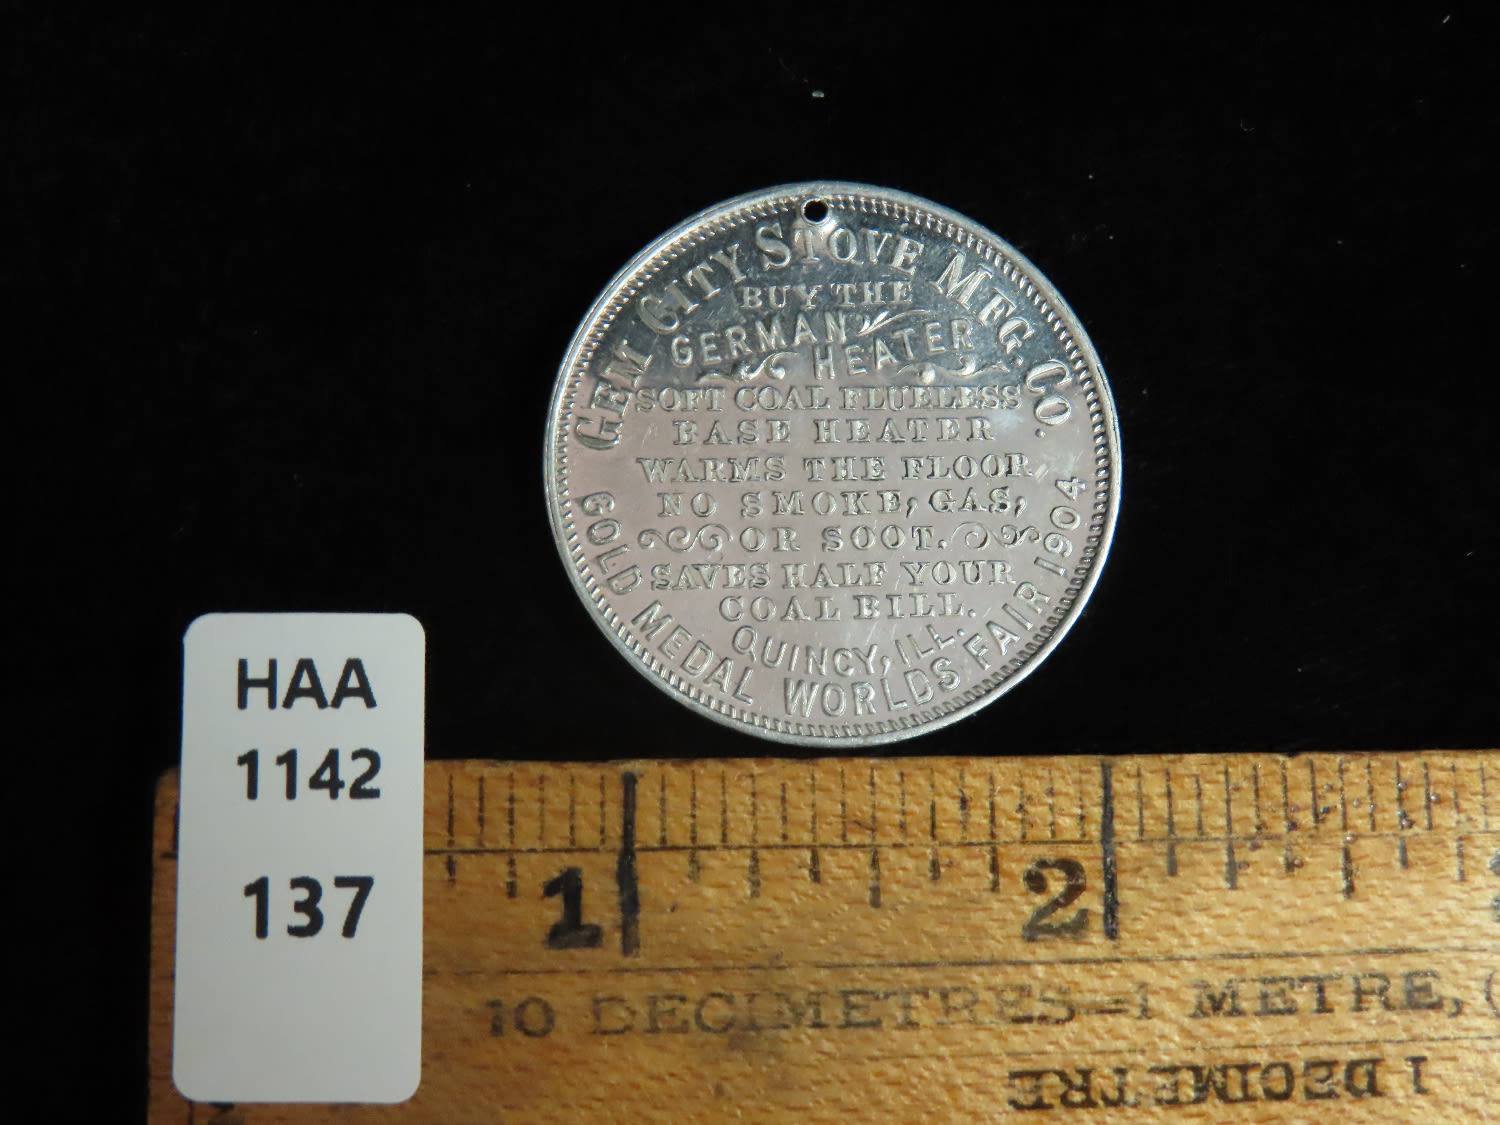 GEM CITY STOVE MFG. CO.
BUY THE
GERMAN
HEATER
SOFT COAL FLUELESS
BASE HEATER
WARMS THE FLOOR
NO SMOKE, GAS,
OR SOOT.
SAVES HALF YOUR
COAL BILL.
QUINCY, ILL.
GOLD MEDAL WORLDS FAIR 1904
HAA
1142
137
1 2
10 DECIMETRES=1 METRE,
1 DECIMETRE